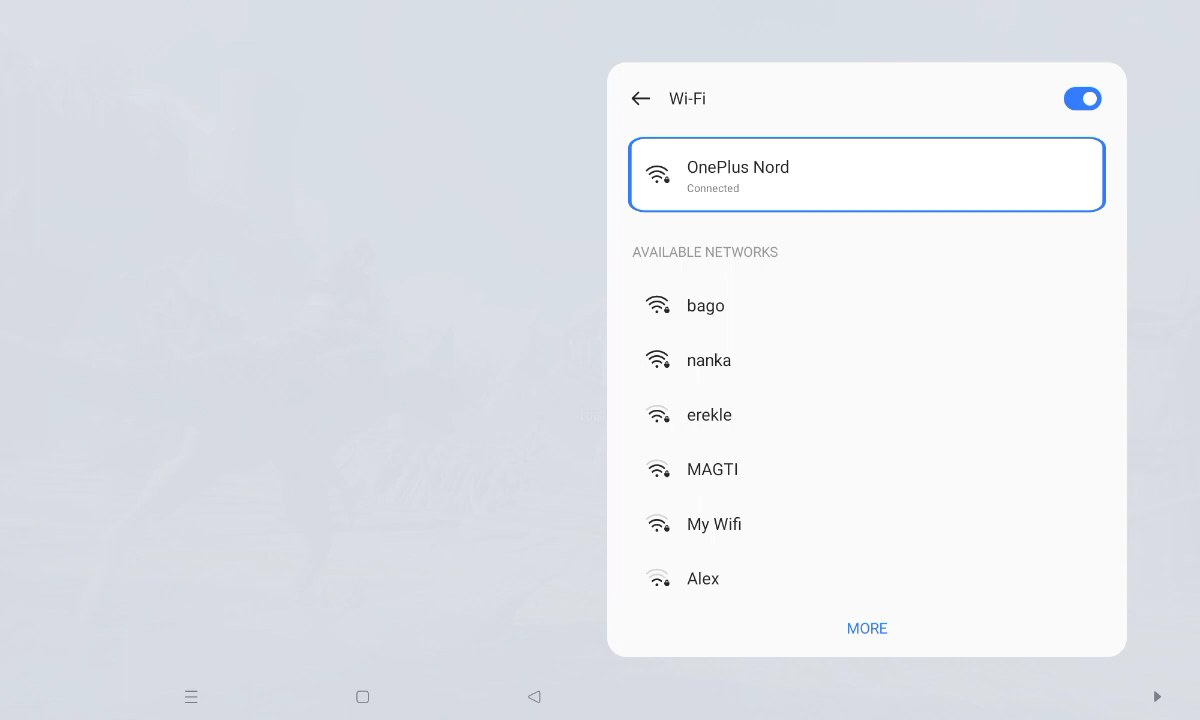 Wi-Fi
OnePlus Nord
Connected
AVAILABLE NETWORKS
bago
nanka
erekle
MAGTI
My Wifi
Alex
MORE